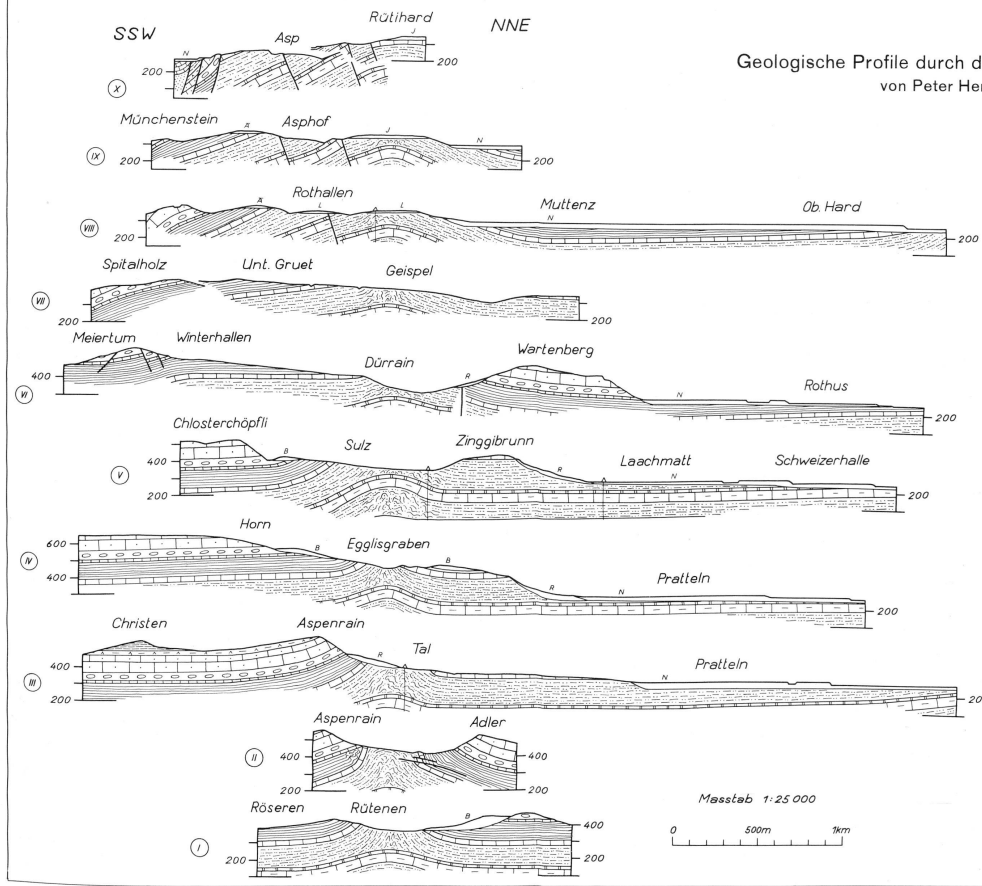 SSW Asp Rütihard NNE
N J
200 200
X
Geologische Profile durch d
von Peter Her
Münchenstein Asphof
A J N
IX 200 200
Rothallen Muttenz Ob. Hard
A L L N
VIII 200 200
Spitalholz Unt. Gruet Geispel
VII
200 200
Meiertum Winterhallen Dürrain Wartenberg Rothus
400 R N
VI 200
Chlosterchöpfli Sulz Zinggibrunn Laachmatt Schweizerhalle
400 B R N
V
200 200
Horn Egglisgraben Pratteln
600 B B R N
IV
400 200
Christen Aspenrain Tal Pratteln
400 R N
III
200 20
Aspenrain Adler
II 400 400
200 200
Röseren Rütenen
B 400
I 200 200
Masstab 1:25 000
0 500m 1km